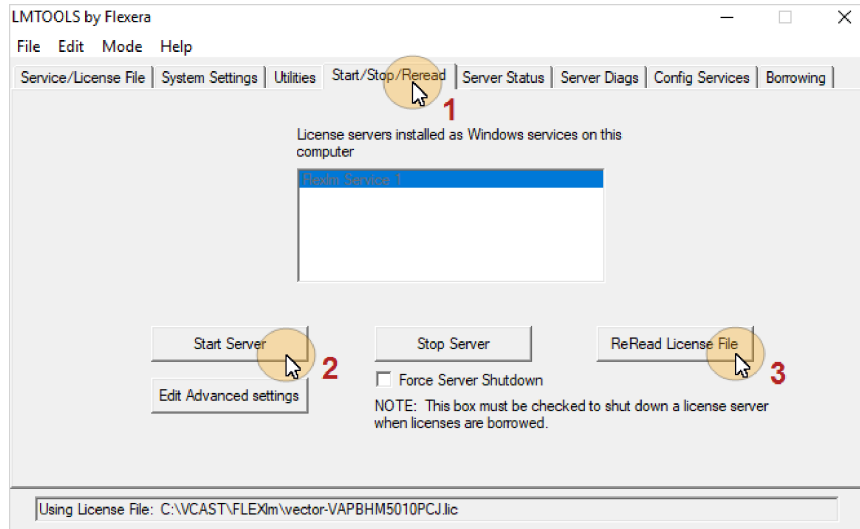 LMTOOLS by Flexera
File Edit Mode Help
Service/License File System Settings Utilities Start/Stop/Reread Server Status Server Diags Config Services Borrowing
1
License servers installed as Windows services on this
computer
Flexlm Service 1
Start Server Stop Server ReRead License File
2 3
Force Server Shutdown
Edit Advanced settings
NOTE: This box must be checked to shut down a license server
when licenses are borrowed.
Using License File: C:\VCAST\FLEXlm\vector-VAPBHM5010PCJ.lic